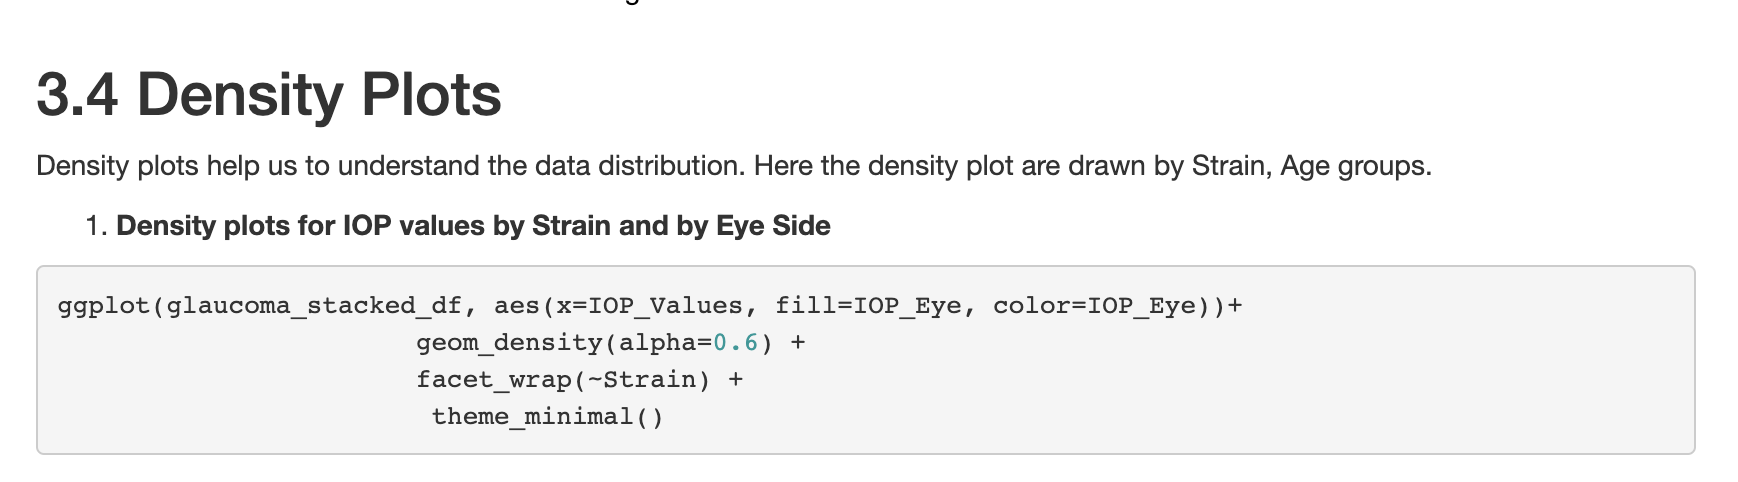 3.4 Density Plots
Density plots help us to understand the data distribution. Here the density plot are drawn by Strain, Age groups.
1. Density plots for IOP values by Strain and by Eye Side
ggplot(glaucoma_stacked_df, aes(x=IOP_Values, fill=IOP_Eye, color=IOP_Eye))+
geom_density(alpha=0.6) +
facet_wrap(~Strain) +
theme_minimal()